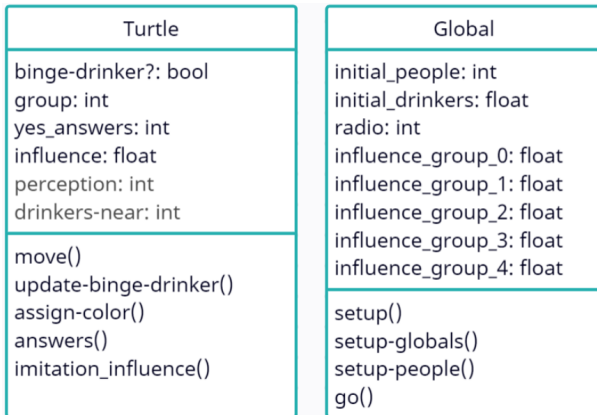 Turtle
binge-drinker?: bool
group: int
yes_answers: int
influence: float
perception: int
drinkers-near: int
move()
update-binge-drinker()
assign-color()
answers()
imitation_influence()
Global
initial_people: int
initial_drinkers: float
radio: int
influence_group_0: float
influence_group_1: float
influence_group_2: float
influence_group_3: float
influence_group_4: float
setup()
setup-globals()
setup-people()
go()